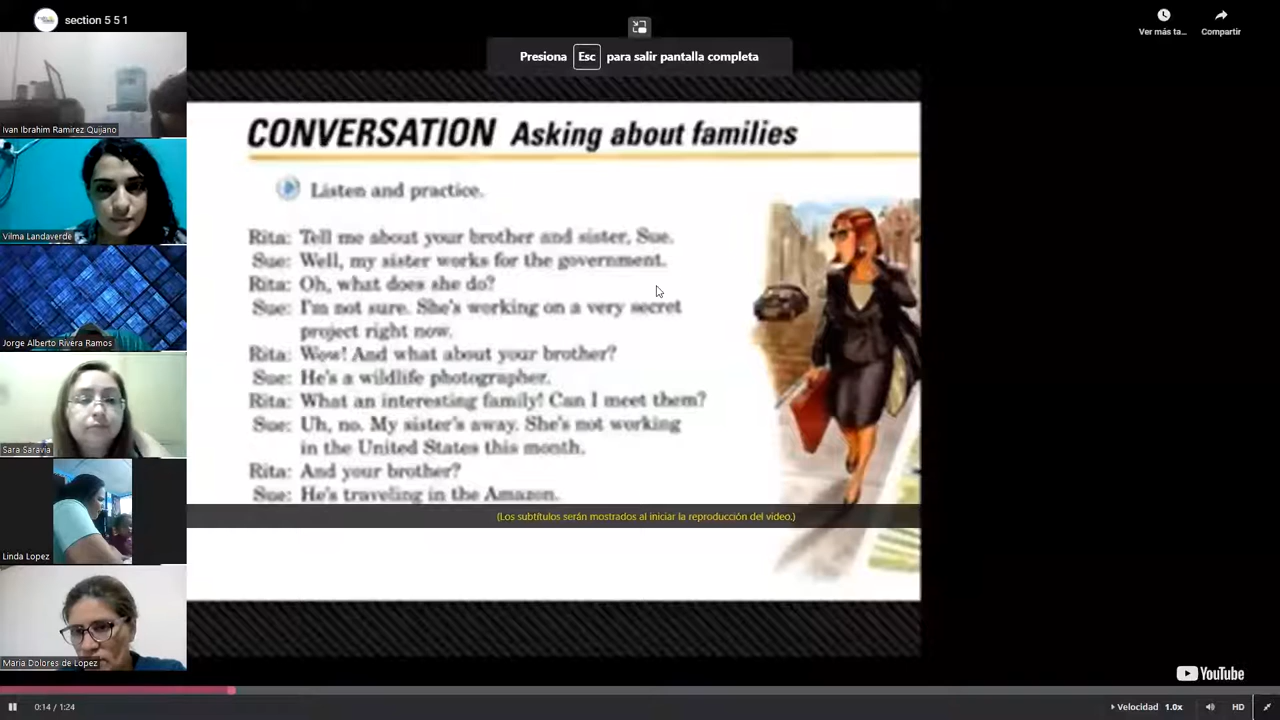 section 5 5 1
Ver más ta...
Compartir
Presiona Esc para salir pantalla completa
Ivan Ibrahim Ramirez Quijano
Vilma Landaverde
Jorge Alberto Rivera Ramos
Sara Saravia
Linda Lopez
Maria Dolores de Lopez
CONVERSATION Asking about families
Listen and practice.
Rita: Tell me about your brother and sister, Sue.
Sue: Well, my sister works for the government.
Rita: Oh, what does she do?
Sue: I'm not sure. She's working on a very secret
project right now.
Rita: Wow! And what about your brother?
Sue: He's a wildlife photographer.
Rita: What an interesting family! Can I meet them?
Sue: Uh, no. My sister's away. She's not working
in the United States this month.
Rita: And your brother?
Sue: He's traveling in the Amazon.
(Los subtítulos serán mostrados al iniciar la reproducción del video.)
YouTube
0:14 / 1:24
Velocidad 1.0x
HD